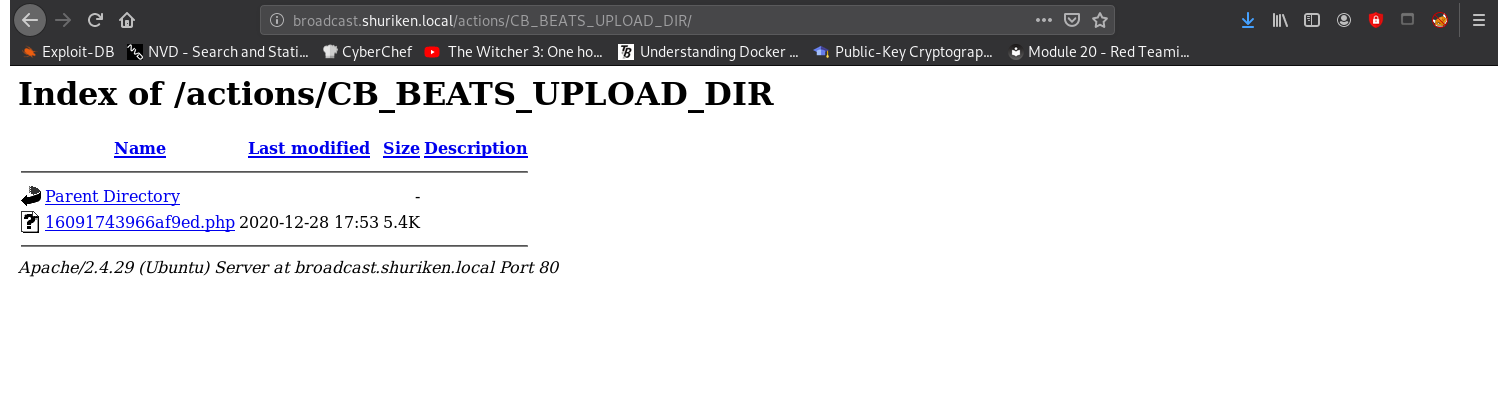 broadcast.shuriken.local/actions/CB_BEATS_UPLOAD_DIR/
Exploit-DB NVD - Search and Stati... CyberChef The Witcher 3: One ho... Understanding Docker ... Public-Key Cryptograp... Module 20 - Red Teami...
Index of /actions/CB_BEATS_UPLOAD_DIR
Name Last modified Size Description
Parent Directory -
16091743966af9ed.php 2020-12-28 17:53 5.4K
Apache/2.4.29 (Ubuntu) Server at broadcast.shuriken.local Port 80